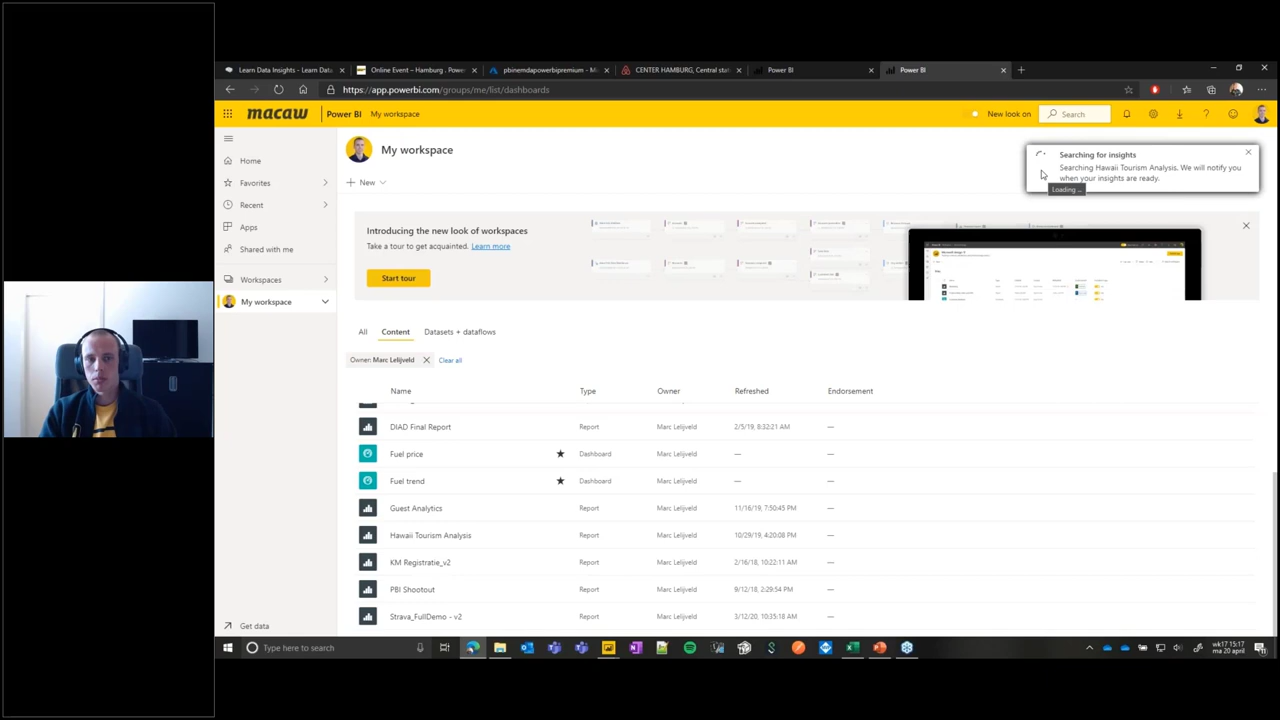 Learn Data Insights - Learn Data
Online Event – Hamburg , Powe
pbinemdapowerbipremium - Mi
CENTER HAMBURG, Central stat
Power BI
Power BI
https://app.powerbi.com/groups/me/list/dashboards
macaw
Power BI
My workspace
New look on
Search
Home
Favorites
Recent
Apps
Shared with me
Workspaces
My workspace
Get data
My workspace
New
Searching for insights
Searching Hawaii Tourism Analysis. We will notify you
when your insights are ready.
Loading ...
Introducing the new look of workspaces
Take a tour to get acquainted. Learn more
Start tour
All Content Datasets + dataflows
Owner: Marc Lelijveld Clear all
Name Type Owner Refreshed Endorsement
DIAD Final Report Report Marc Lelijveld 2/5/19, 8:32:21 AM —
Fuel price ★ Dashboard Marc Lelijveld — —
Fuel trend ★ Dashboard Marc Lelijveld — —
Guest Analytics Report Marc Lelijveld 11/16/19, 7:50:45 PM —
Hawaii Tourism Analysis Report Marc Lelijveld 10/29/19, 4:20:08 PM —
KM Registratie_v2 Report Marc Lelijveld 2/16/18, 10:22:11 AM —
PBI Shootout Report Marc Lelijveld 9/12/18, 2:29:54 PM —
Strava_FullDemo - v2 Report Marc Lelijveld 3/12/20, 10:35:18 AM —
Type here to search
wk17 15:17
ma 20 april